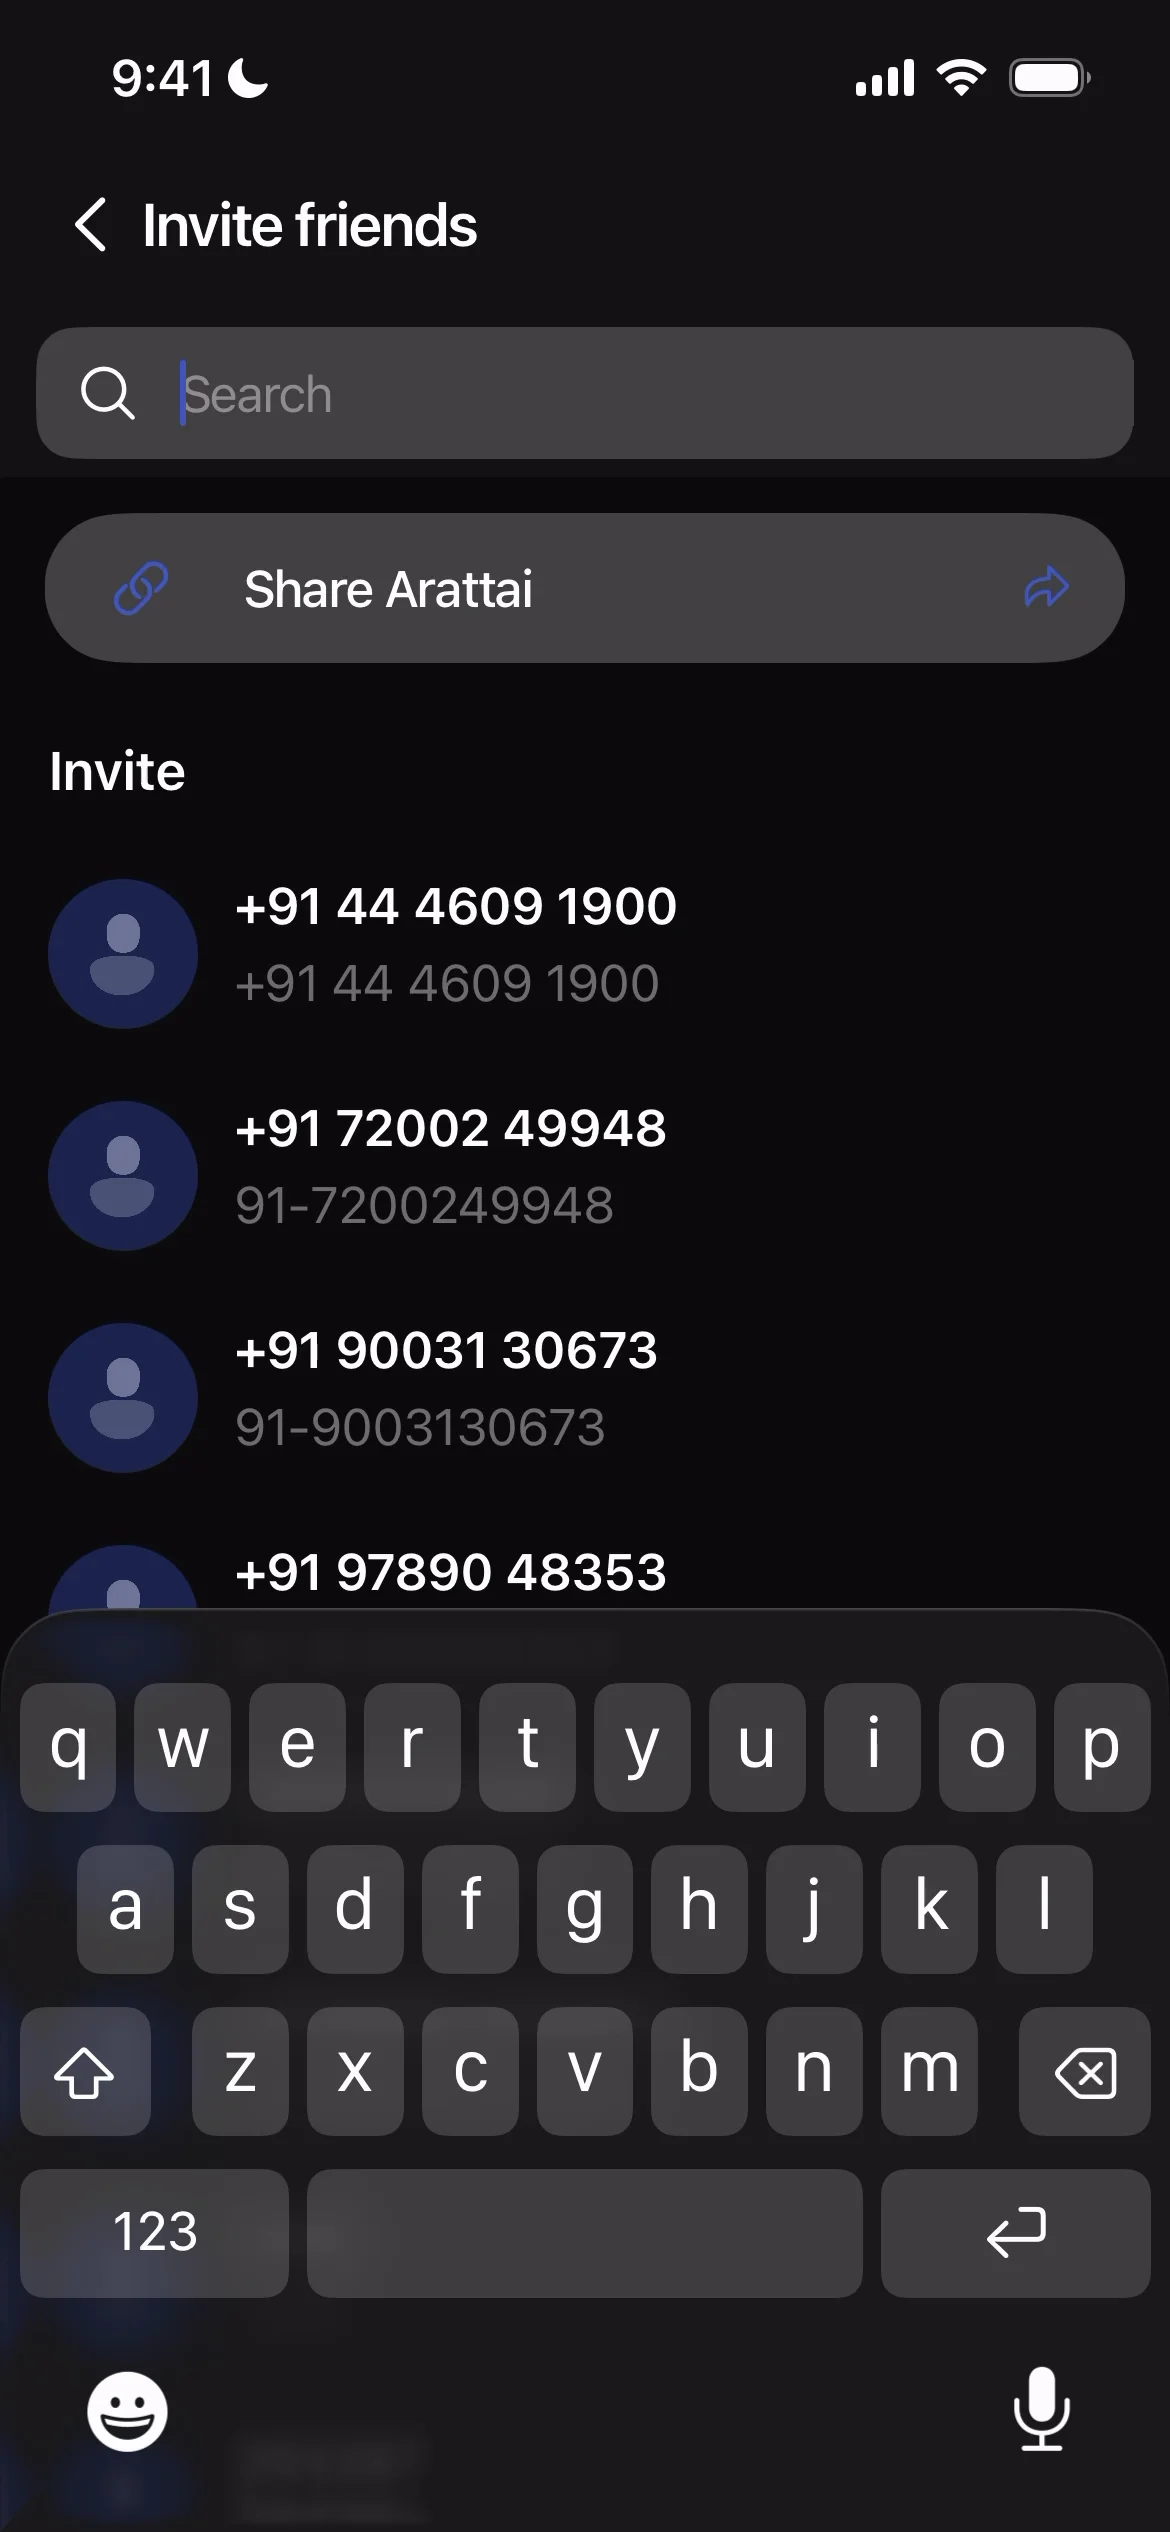 9:41
Invite friends
Search
Share Arattai
Invite
+91 44 4609 1900
+91 44 4609 1900
+91 72002 49948
91-7200249948
+91 90031 30673
91-9003130673
+91 97890 48353
q w e r t y u i o p
a s d f g h j k l
z x c v b n m
123